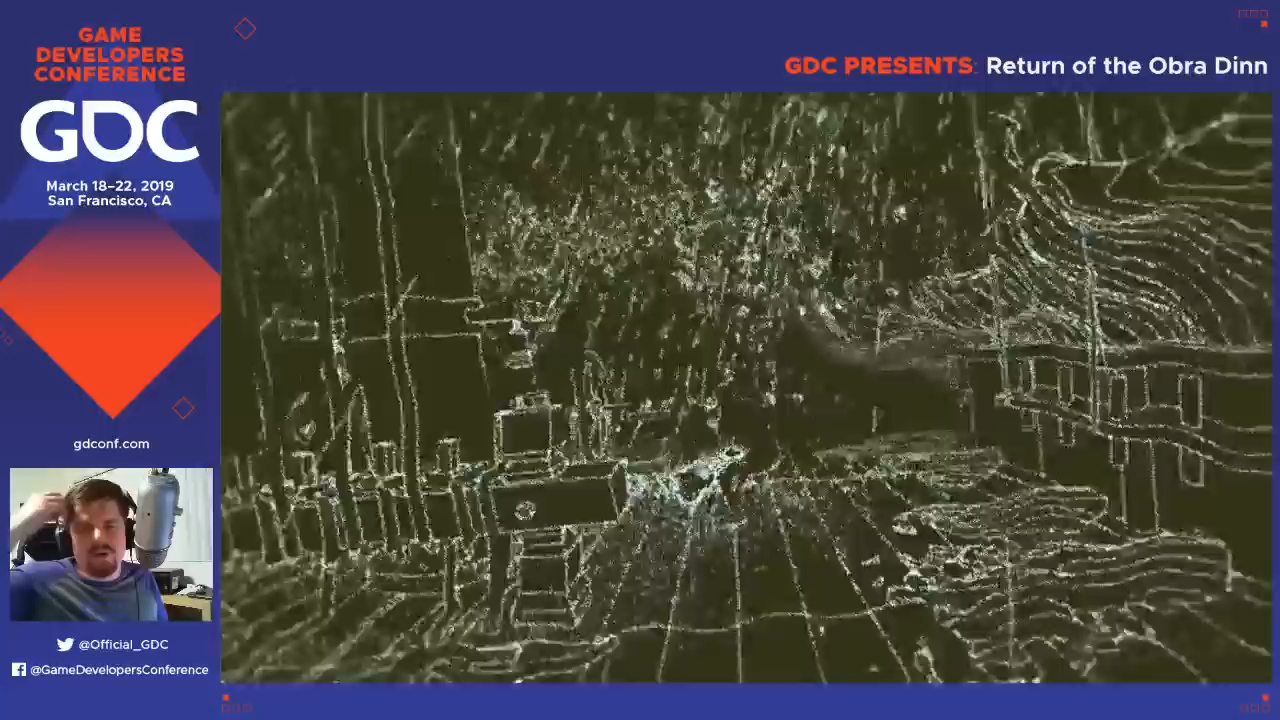 GAME
DEVELOPERS
CONFERENCE
GDC
March 18–22, 2019
San Francisco, CA
GDC PRESENTS: Return of the Obra Dinn
gdconf.com
@Official_GDC
@GameDevelopersConference